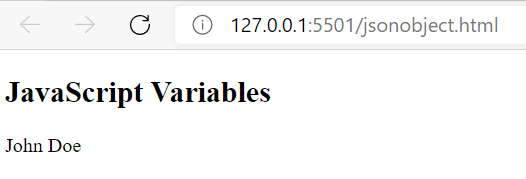 127.0.0.1:5501/jsonobject.html
JavaScript Variables
John Doe